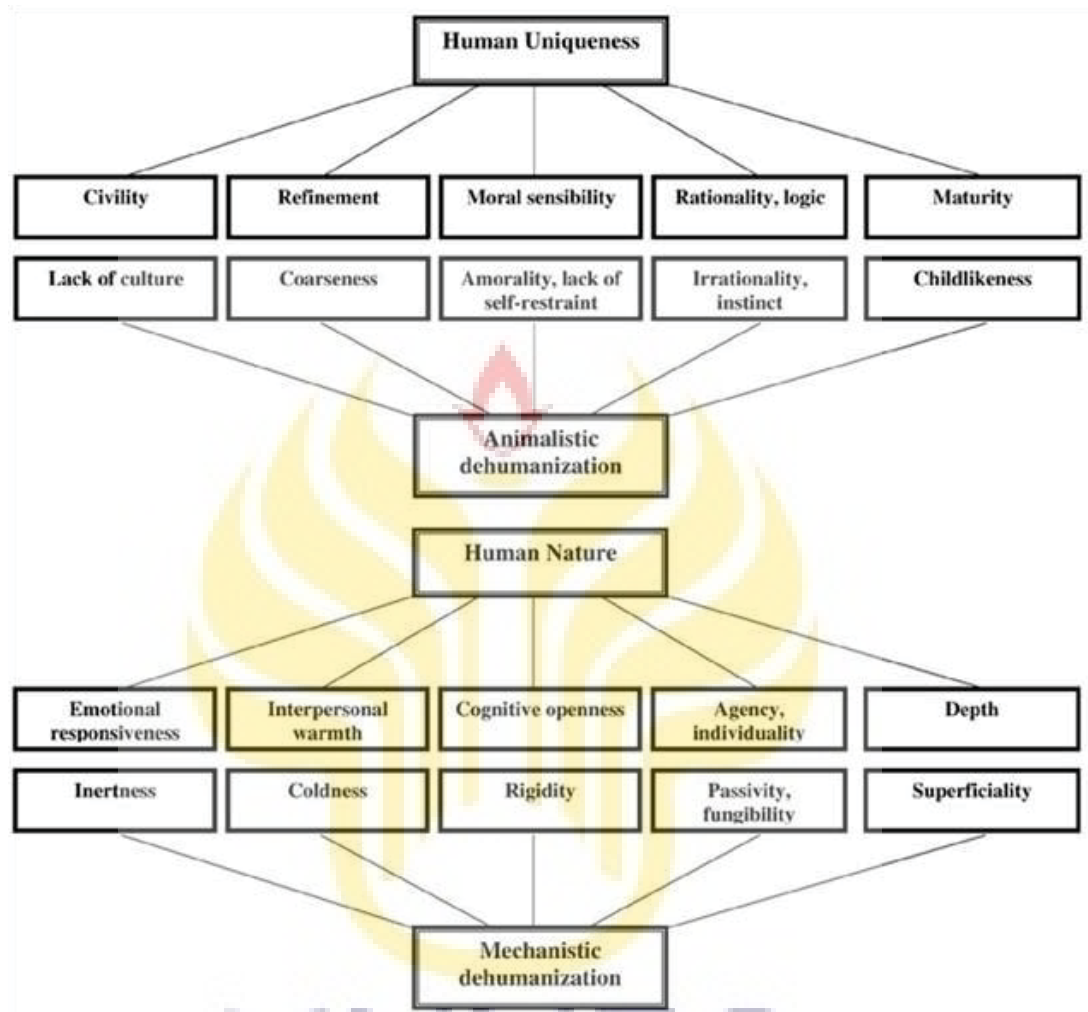 Human Uniqueness
Civility
Refinement
Moral sensibility
Rationality, logic
Maturity
Lack of culture
Coarseness
Amorality, lack of
self-restraint
Irrationality,
instinct
Childlikeness
Animalistic
dehumanization
Human Nature
Emotional
responsiveness
Interpersonal
warmth
Cognitive openness
Agency,
individuality
Depth
Inertness
Coldness
Rigidity
Passivity,
fungibility
Superficiality
Mechanistic
dehumanization